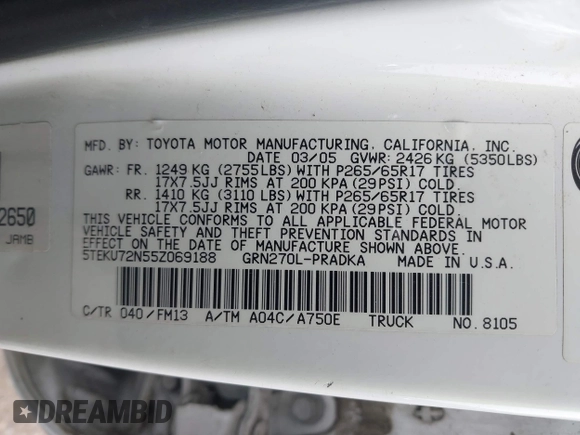 MFD. BY: TOYOTA MOTOR MANUFACTURING, CALIFORNIA, INC.
DATE 03/05 GVWR: 2426 KG (5350LBS)
GAWR: FR. 1249 KG (2755LBS) WITH P265/65R17 TIRES
17X7.5JJ RIMS AT 200 KPA (29PSI) COLD.
RR. 1410 KG (3110 LBS) WITH P265/65R17 TIRES
17X7.5JJ RIMS AT 200 KPA (29PSI) COLD.
THIS VEHICLE CONFORMS TO ALL APPLICABLE FEDERAL MOTOR
VEHICLE SAFETY AND THEFT PREVENTION STANDARDS IN
EFFECT ON THE DATE OF MANUFACTURE SHOWN ABOVE.
5TEKU72N55Z069188 GRN270L-PRADKA MADE IN U.S.A.
C/TR 040/FM13 A/TM A04C/A750E TRUCK NO. 8105
2650
JRMB
DREAMBID